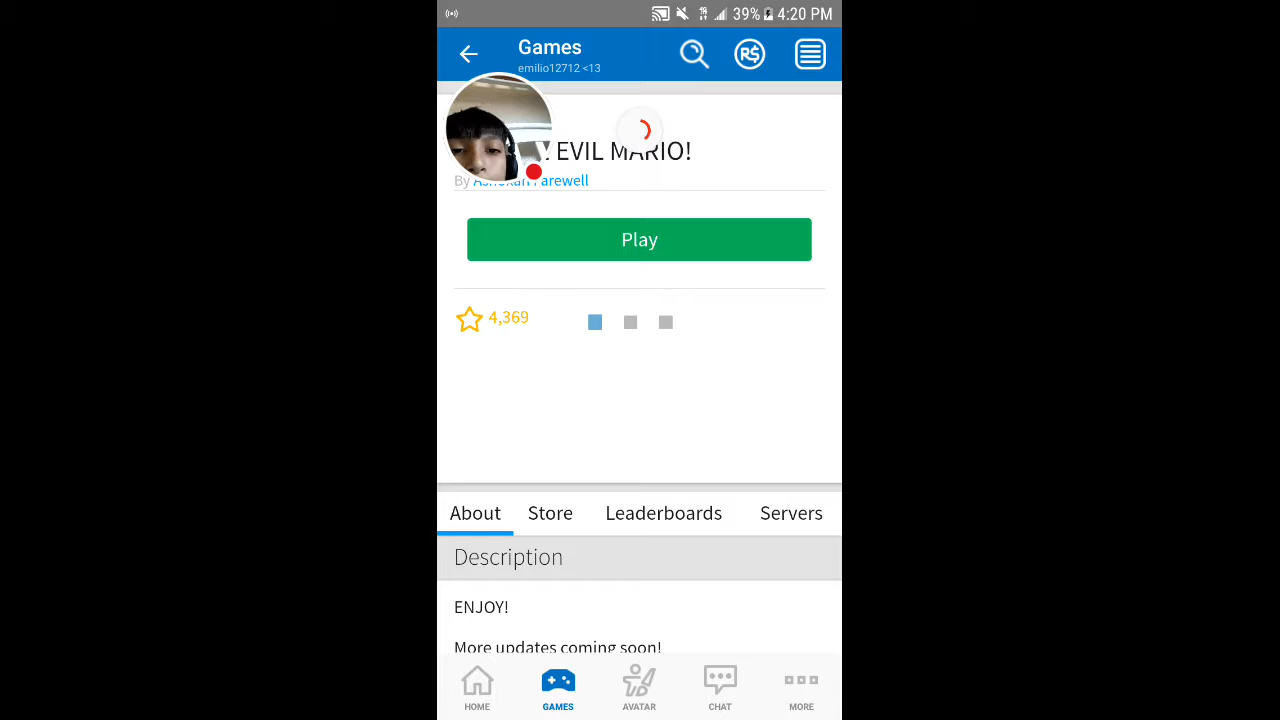 39% 4:20 PM
Games
emilio12712 <13
EVIL MARIO!
By Farewell
Play
4,369
About Store Leaderboards Servers
Description
ENJOY!
More updates coming soon!
HOME GAMES AVATAR CHAT MORE